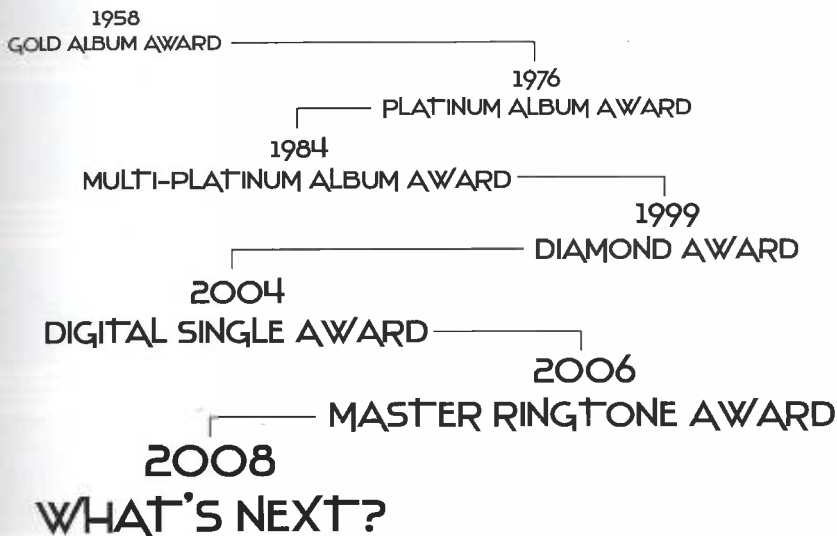 1958
GOLD ALBUM AWARD
1976
PLATINUM ALBUM AWARD
1984
MULTI-PLATINUM ALBUM AWARD
1999
DIAMOND AWARD
2004
DIGITAL SINGLE AWARD
2006
MASTER RINGTONE AWARD
2008
WHAT'S NEXT?